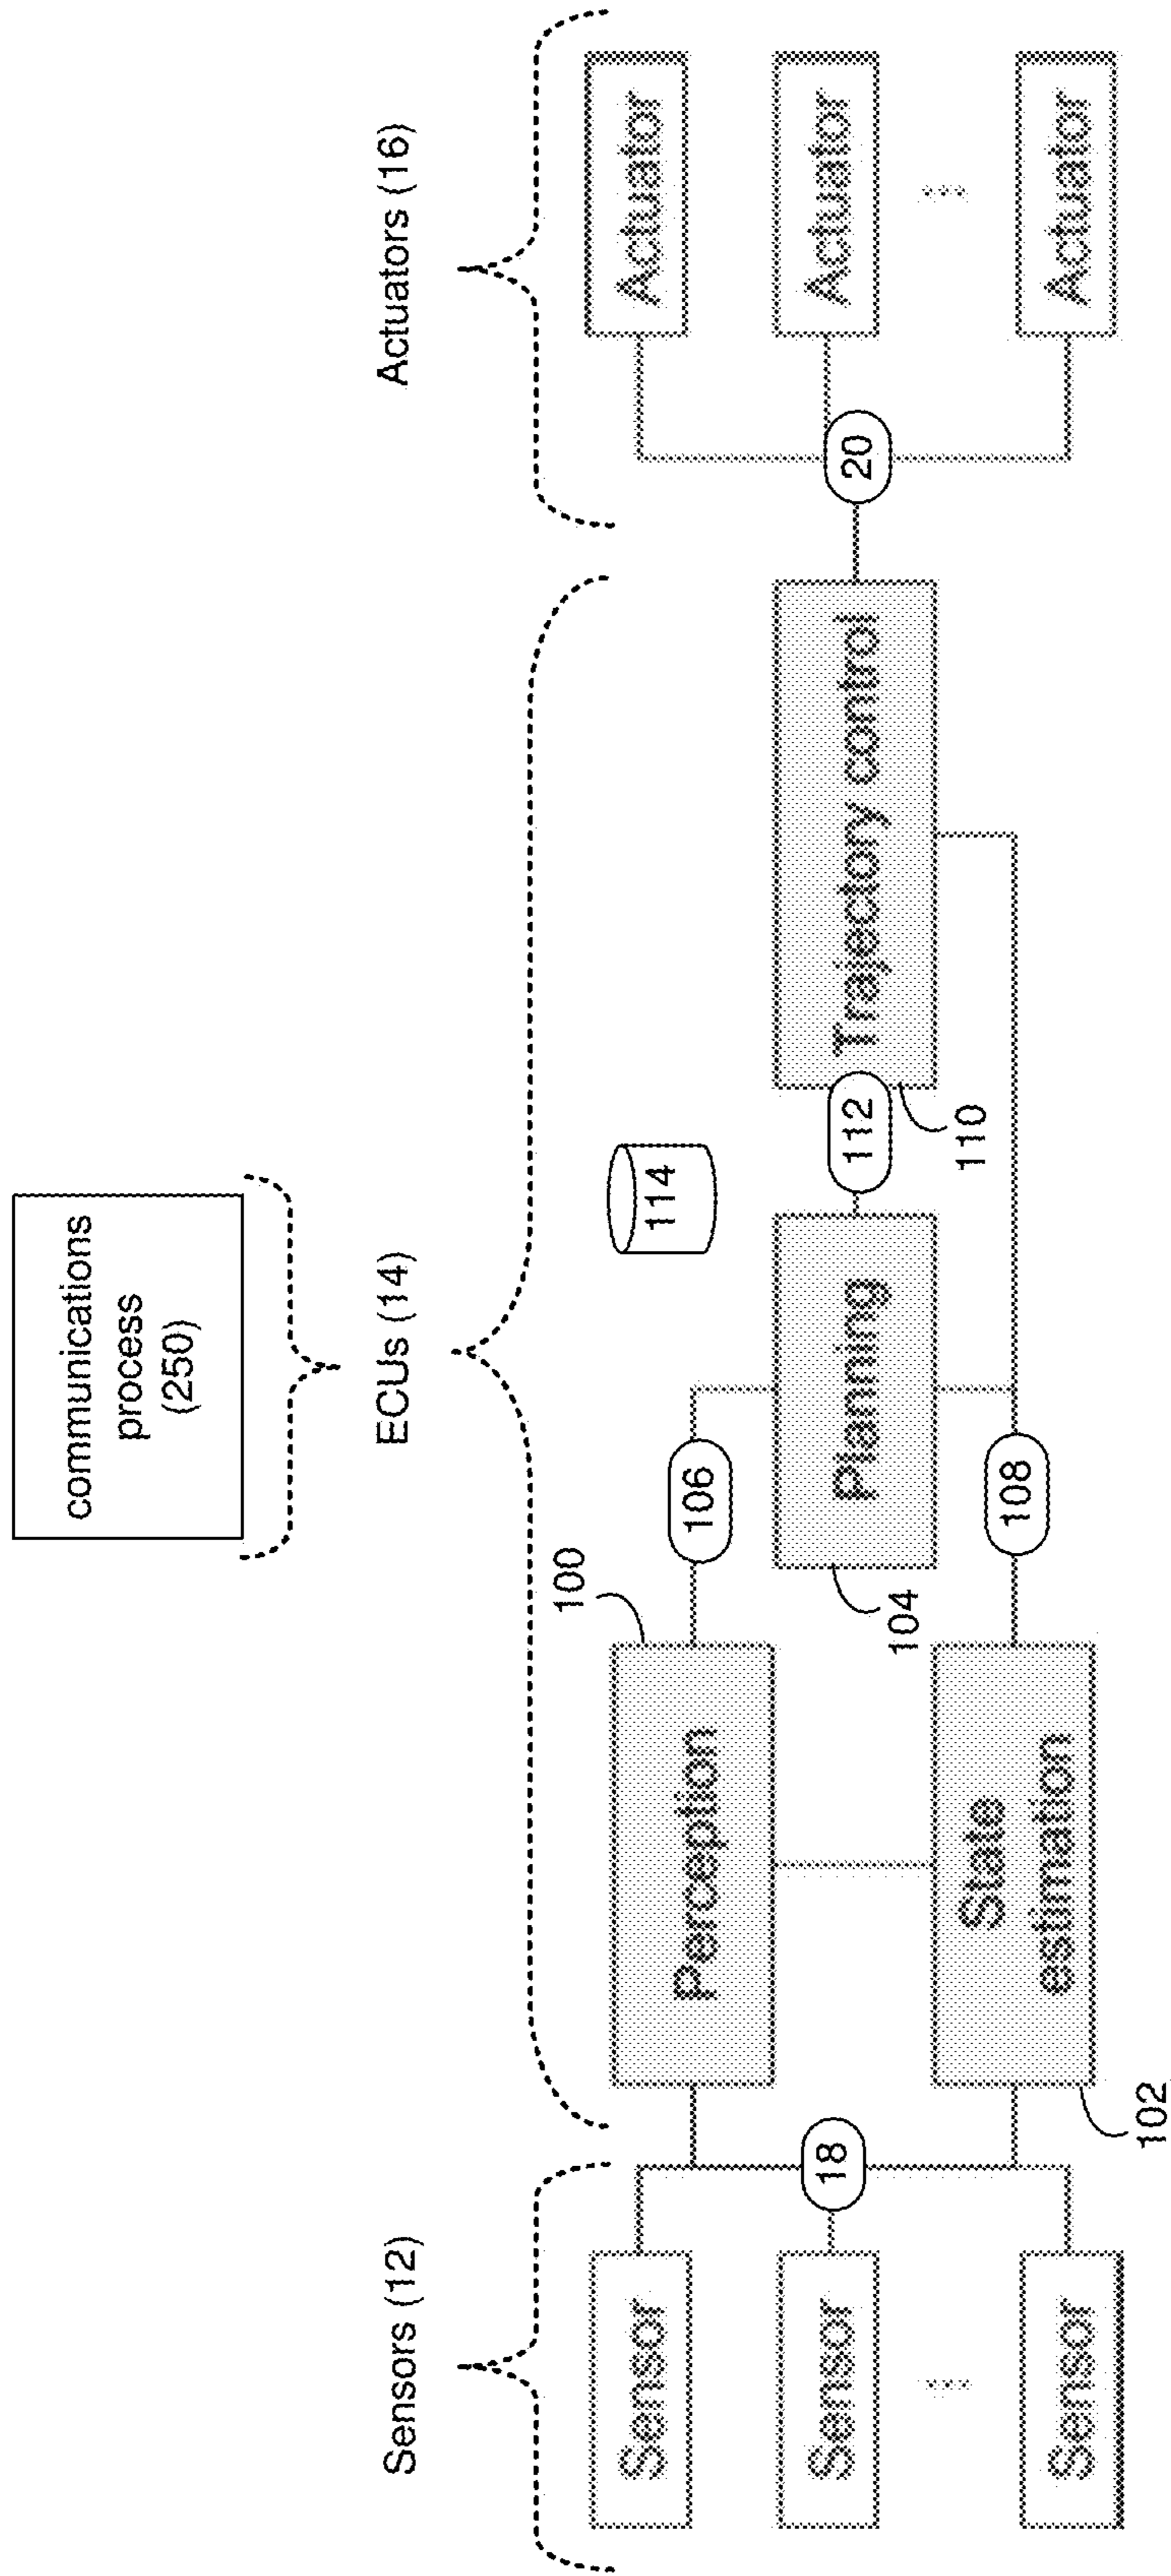 communications
process
(250)
Sensors (12)
ECUs (14)
Actuators (16)
Sensor
Sensor
Sensor
18
Perception
100
State
estimation
102
106
108
Planning
104
114
112
Trajectory control
110
20
Actuator
Actuator
Actuator